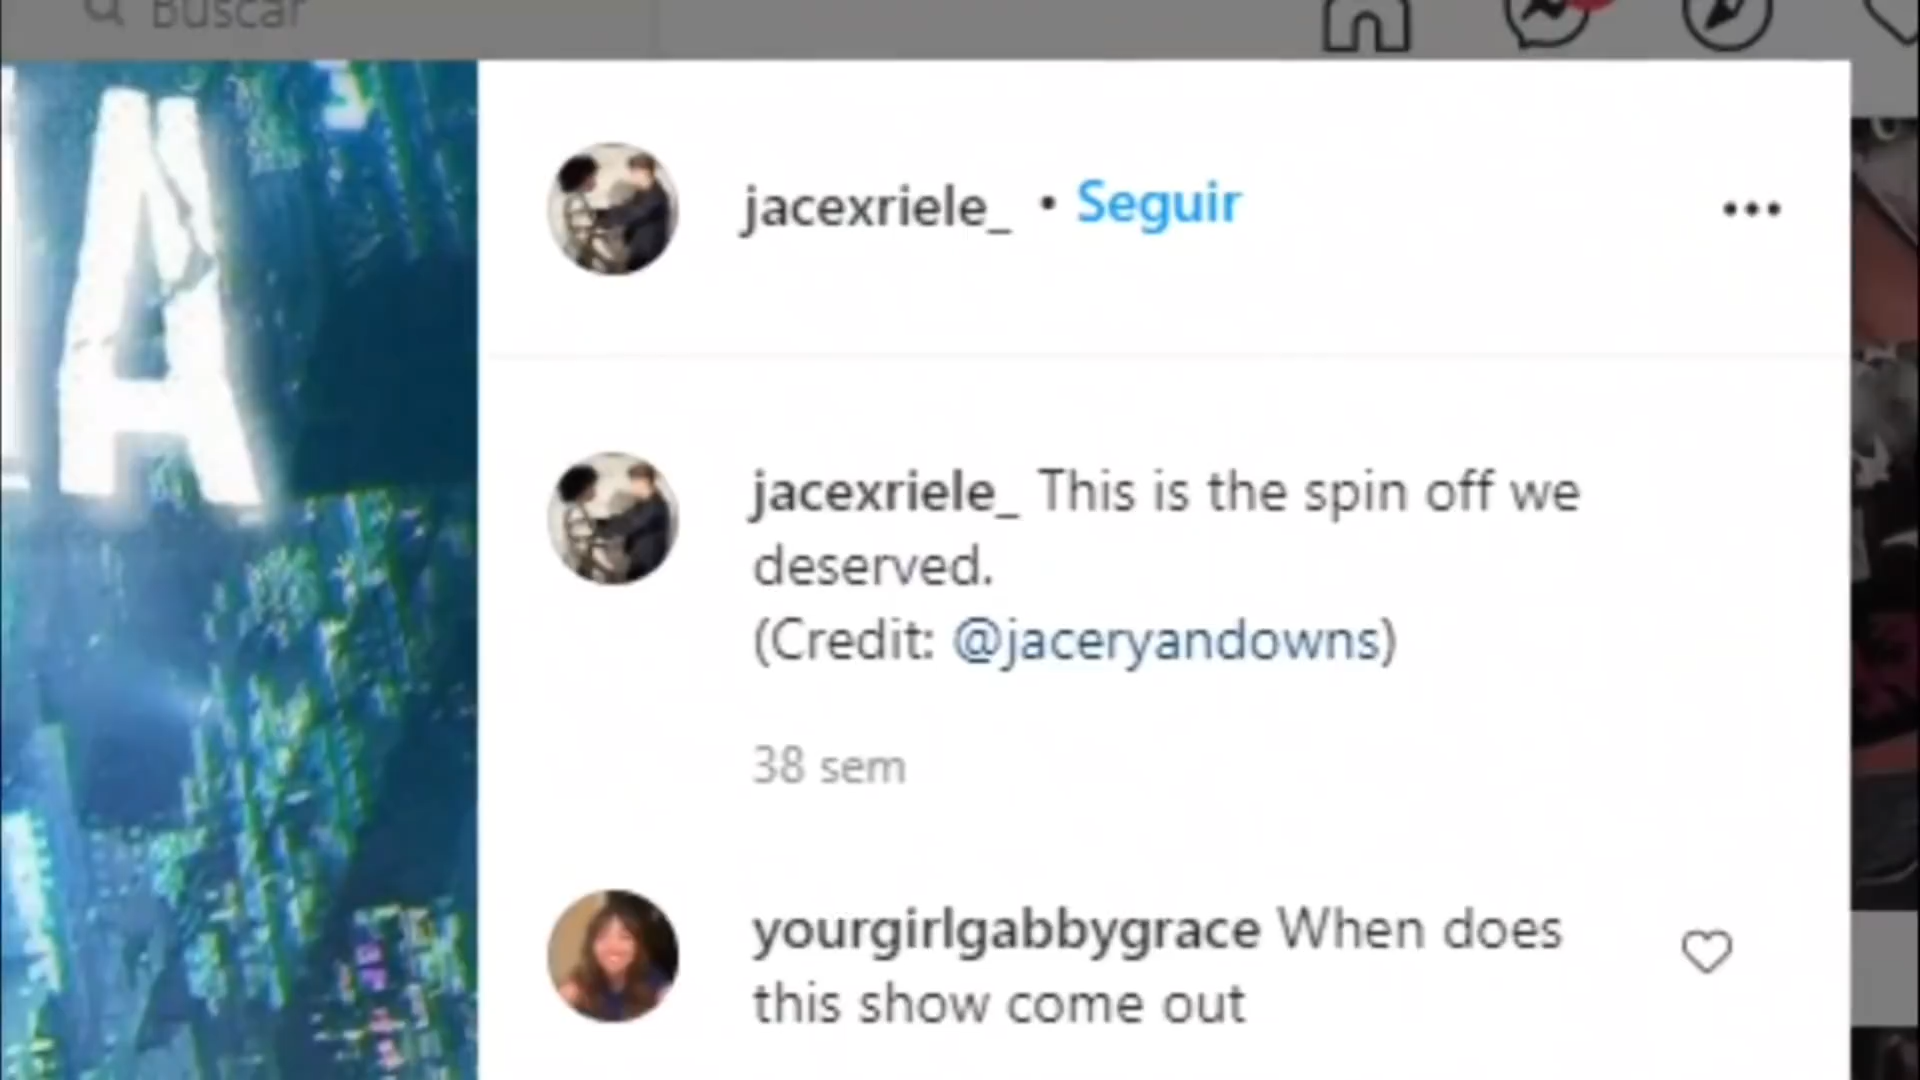 Buscar
A
jacexriele_ • Seguir
jacexriele_ This is the spin off we
deserved.
(Credit: @jaceryandowns)
38 sem
yourgirlgabbygrace When does
this show come out